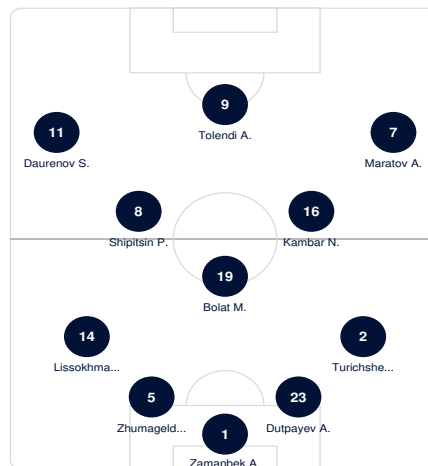 9
Tolendi A.
11
Daurenov S.
7
Maratov A.
8
Shipitsin P.
16
Kambar N.
19
Bolat M.
14
Lissokhma ...
2
Turichshe ...
5
Zhumageld ...
23
Dutpayev A.
1
Zamanbek A.